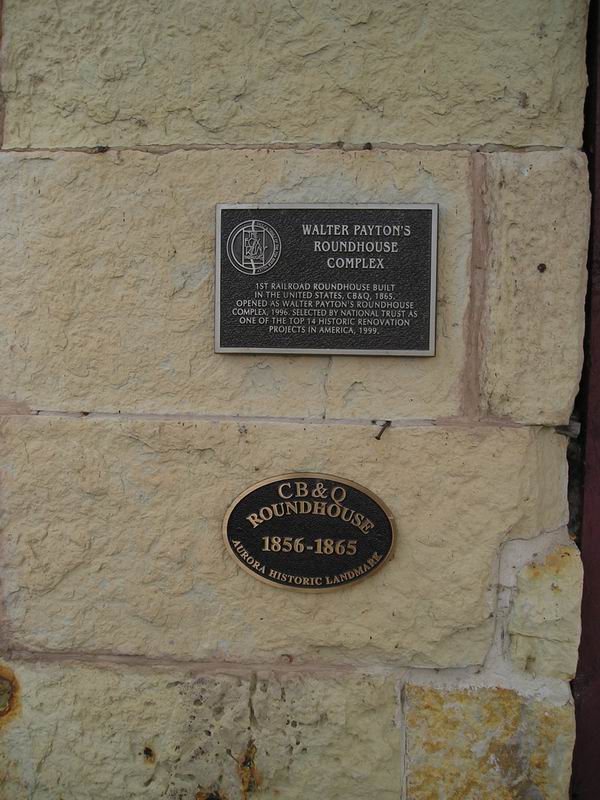 WALTER PAYTON'S
ROUNDHOUSE
COMPLEX
1ST RAILROAD ROUNDHOUSE BUILT
IN THE UNITED STATES, CB&Q, 1865.
OPENED AS WALTER PAYTON'S ROUNDHOUSE
COMPLEX, 1996. SELECTED BY NATIONAL TRUST AS
ONE OF THE TOP 14 HISTORIC RENOVATION
PROJECTS IN AMERICA, 1999.
CB&Q
ROUNDHOUSE
1856-1865
AURORA HISTORIC LANDMARK